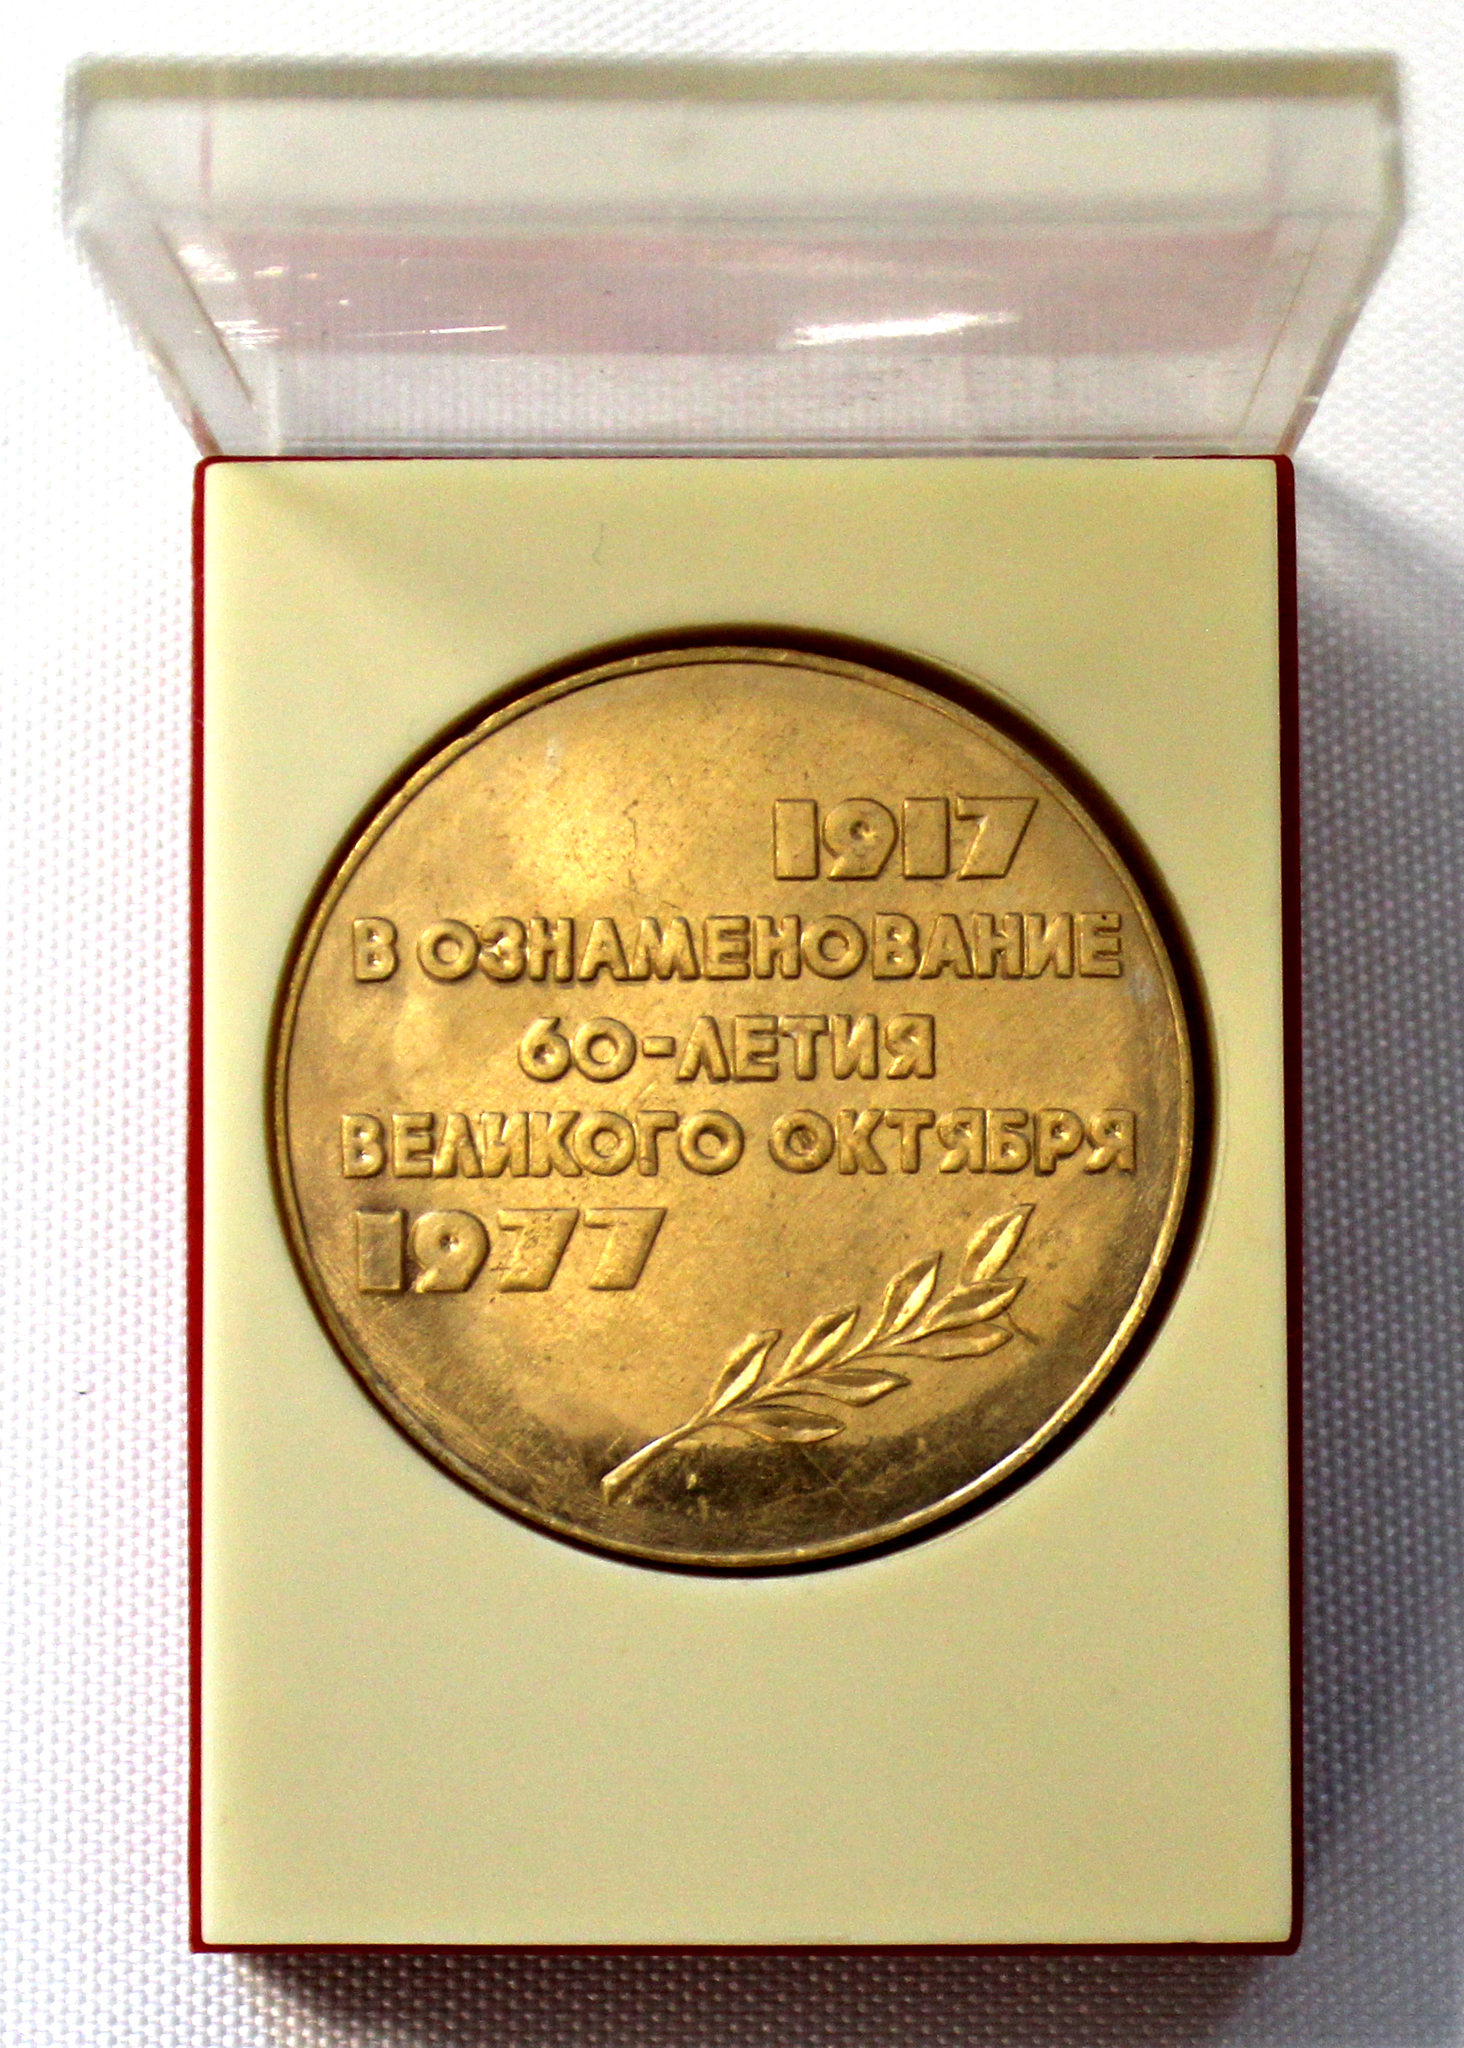 1917
В ОЗНАМЕНОВАНИЕ
60-ЛЕТИЯ
ВЕЛИКОГО ОКТЯБРЯ
1977